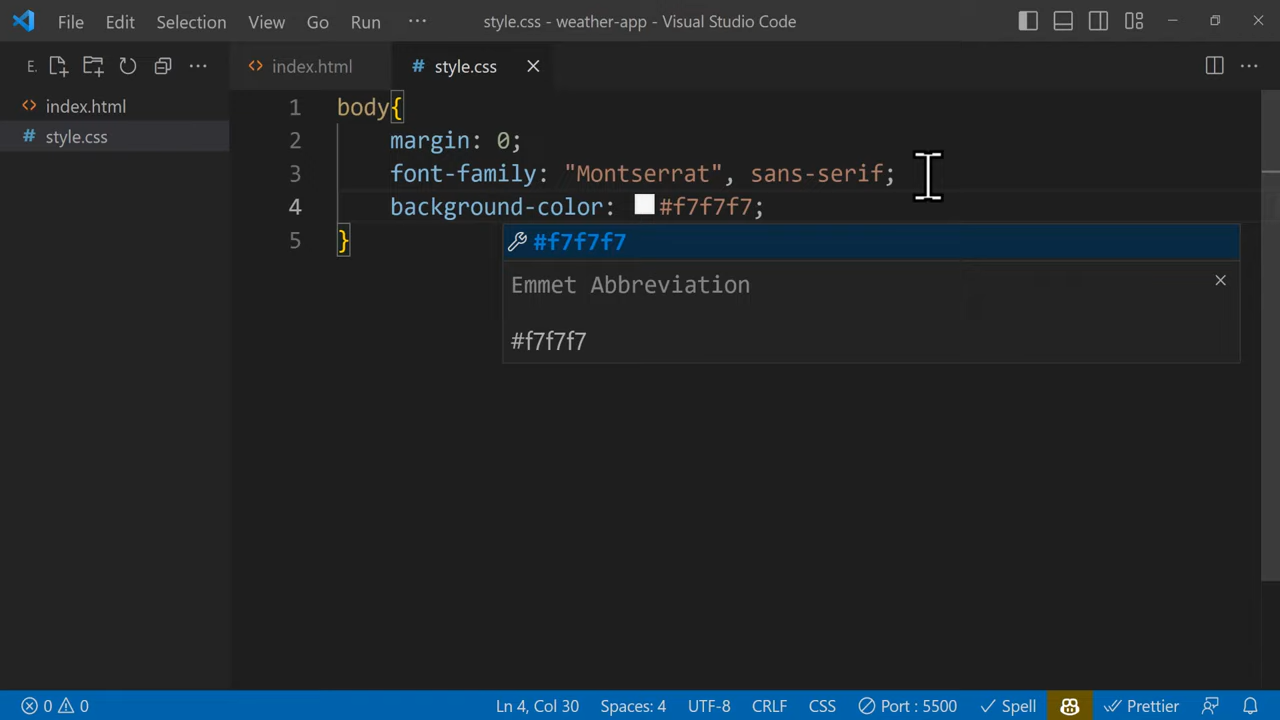 File Edit Selection View Go Run ··· style.css - weather-app - Visual Studio Code
E. ··· index.html # style.css
index.html
# style.css
1 body{
2 margin: 0;
3 font-family: "Montserrat", sans-serif;
4 background-color: #f7f7f7;
5 }
#f7f7f7
Emmet Abbreviation
#f7f7f7
0 0 Ln 4, Col 30 Spaces: 4 UTF-8 CRLF CSS Port : 5500 Spell Prettier